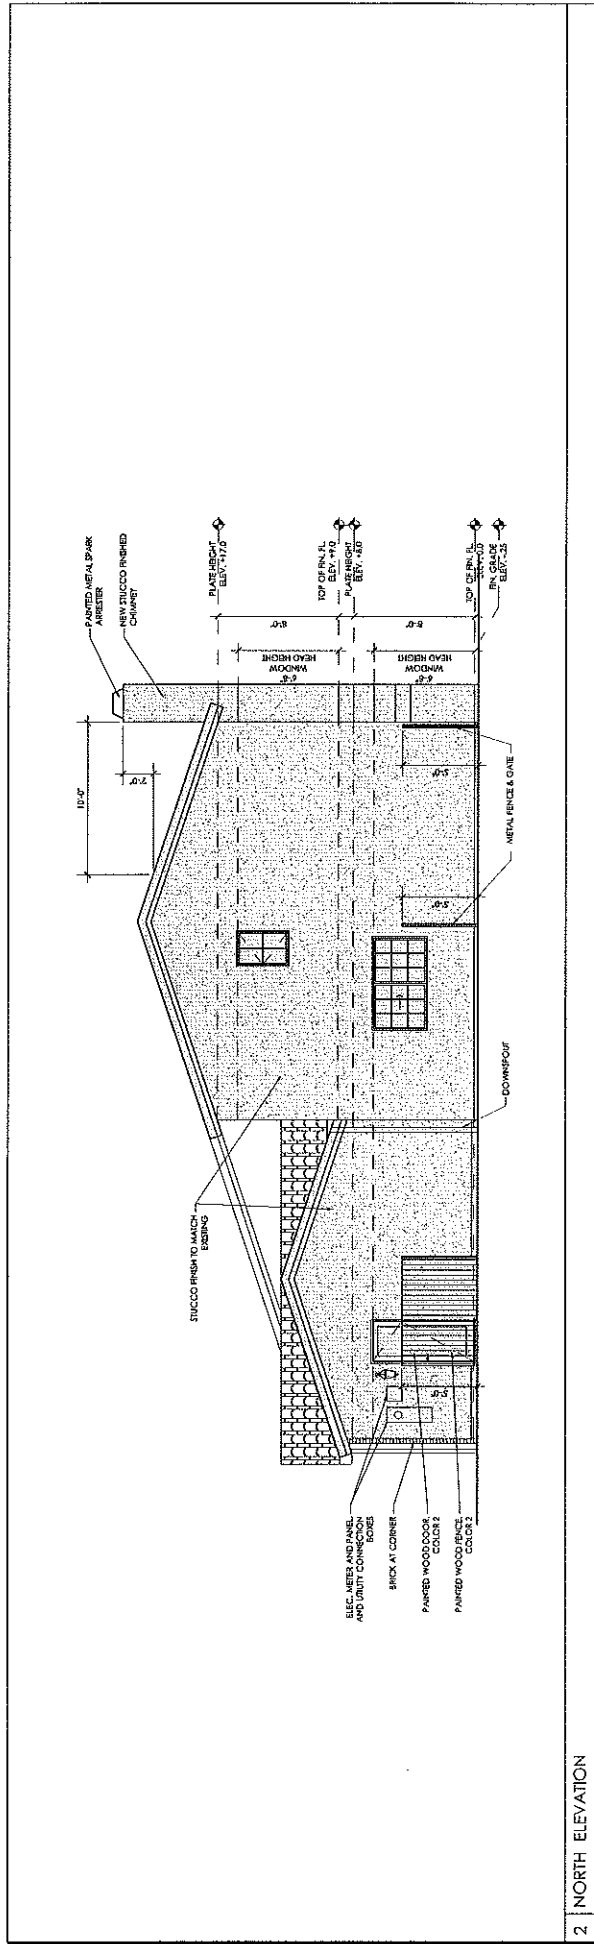 PAINTED METAL SPARK
ARRESTER
NEW STUCCO FINISHED
CHIMNEY
10'-0"
2'-0"
PLATE HEIGHT
ELEV. +17.0
8'-0"
6'-8"
WINDOW
HEAD HEIGHT
TOP OF FIN. FL.
ELEV. +9.0
PLATE HEIGHT
ELEV. +8.0
8'-0"
6'-8"
WINDOW
HEAD HEIGHT
TOP OF FIN. FL.
ELEV. 0.0
FIN. GRADE
ELEV. -.25
5'-0"
5'-0"
METAL FENCE & GATE
STUCCO FINISH TO MATCH
EXISTING
DOWNSPOUT
ELEC. METER AND PANEL
AND UTILITY CONNECTION
BOXES
BRICK AT CORNER
PAINTED WOOD DOOR,
COLOR 2
PAINTED WOOD FENCE,
COLOR 2
5'-0"
2 NORTH ELEVATION